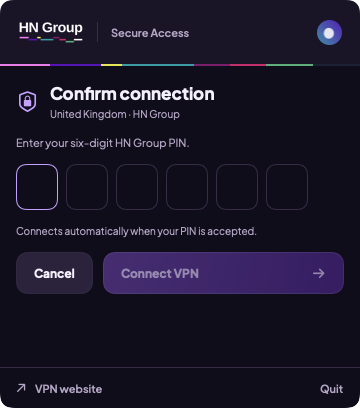 HN Group
Secure Access
Confirm connection
United Kingdom · HN Group
Enter your six-digit HN Group PIN.
Connects automatically when your PIN is accepted.
Cancel
Connect VPN →
↗ VPN website
Quit